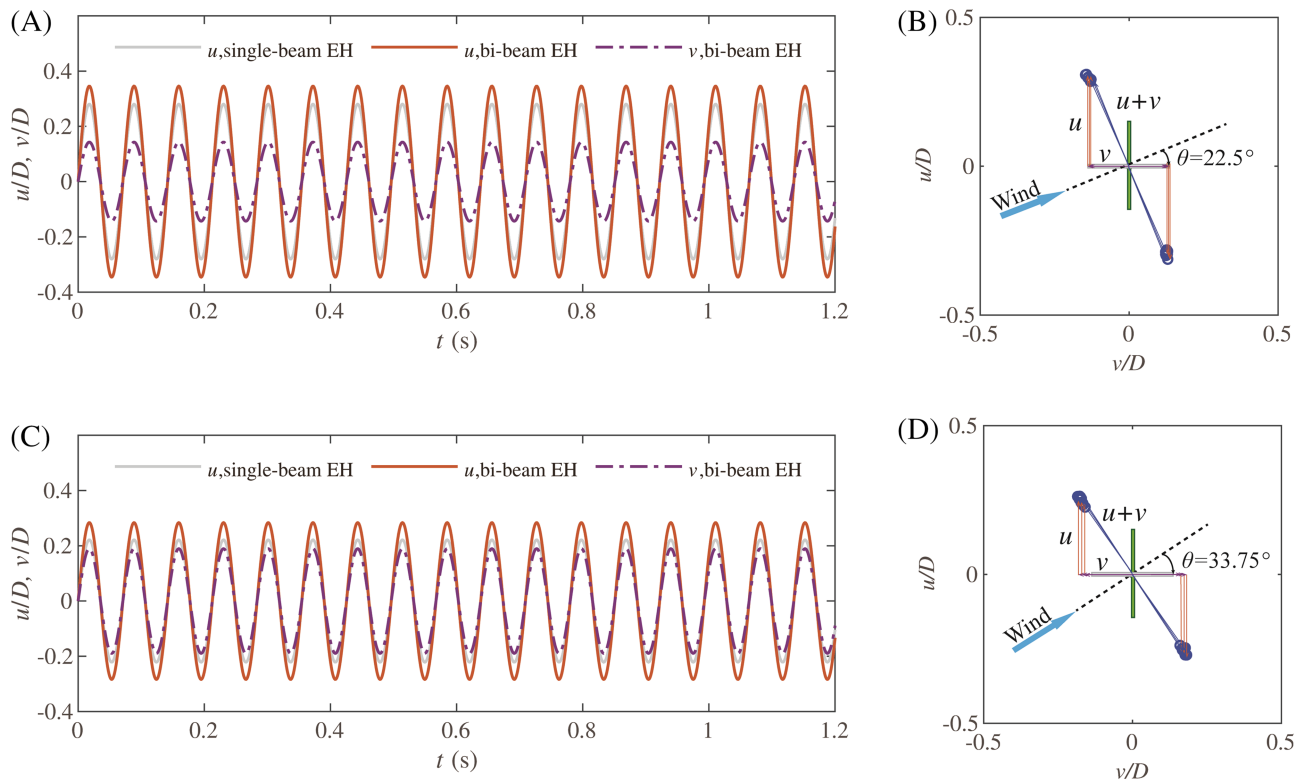 (A)
u/D, v/D
0.4
0.2
0
-0.2
-0.4
u,single-beam EH u,bi-beam EH v,bi-beam EH
0 0.2 0.4 0.6 0.8 1 1.2
t (s)
(B)
u/D
0.5
0
-0.5
u+v
u
v
θ=22.5°
Wind
-0.5 0 0.5
v/D
(C)
u/D, v/D
0.4
0.2
0
-0.2
-0.4
u,single-beam EH u,bi-beam EH v,bi-beam EH
0 0.2 0.4 0.6 0.8 1 1.2
t (s)
(D)
u/D
0.5
0
-0.5
u+v
u
v
θ=33.75°
Wind
-0.5 0 0.5
v/D